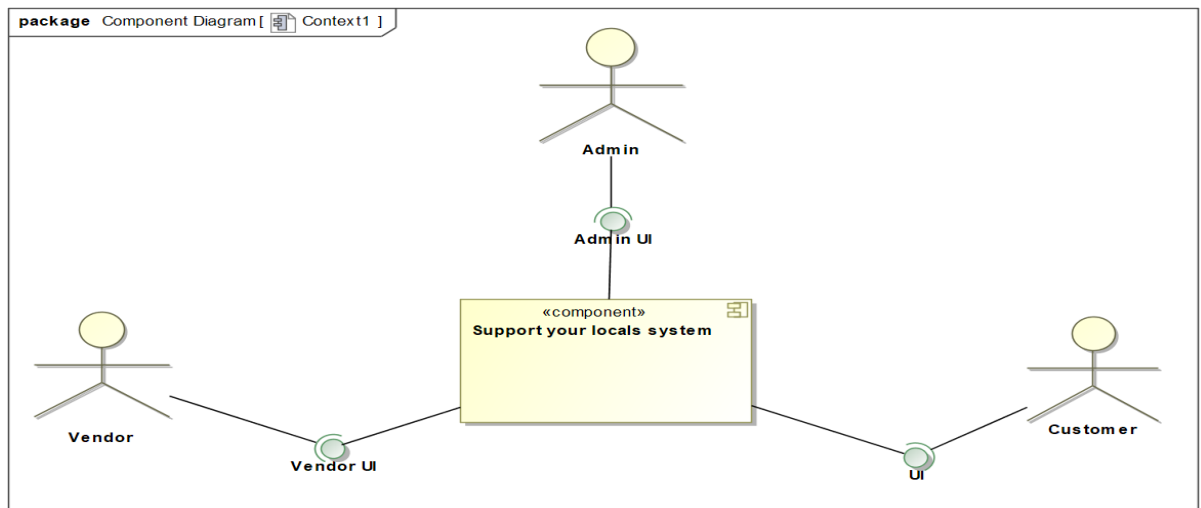 package Component Diagram [ Context1 ]
Admin
Admin UI
«component»
Support your locals system
Vendor
Customer
Vendor UI
UI